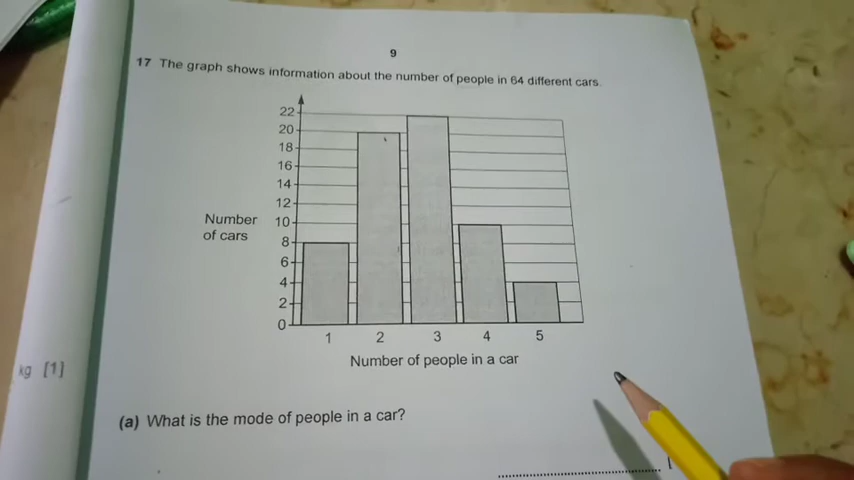 9
17 The graph shows information about the number of people in 64 different cars.
22
20
18
16
14
12
Number
of cars
10
8
6
4
2
0
1 2 3 4 5
Number of people in a car
kg [1]
(a) What is the mode of people in a car?
[